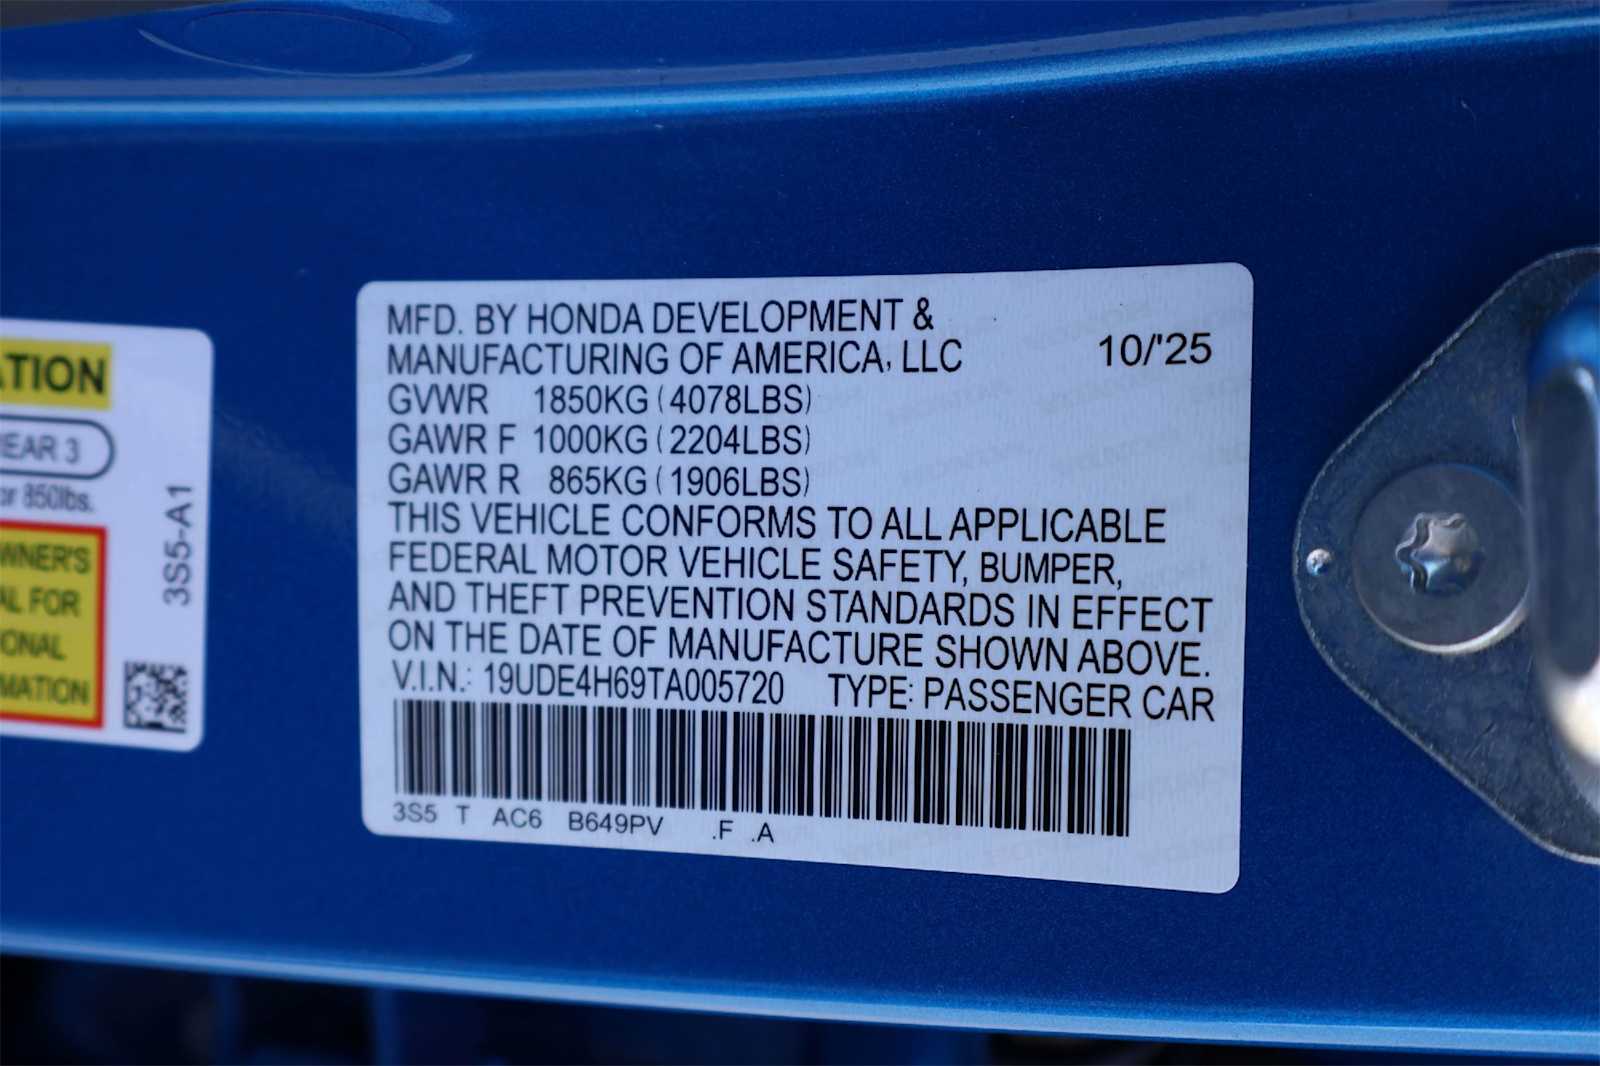 ATION
REAR 3
or 850lbs.
OWNER'S
AL FOR
IONAL
MATION
3S5-A1
MFD. BY HONDA DEVELOPMENT &
MANUFACTURING OF AMERICA, LLC 10/'25
GVWR 1850KG (4078LBS)
GAWR F 1000KG (2204LBS)
GAWR R 865KG (1906LBS)
THIS VEHICLE CONFORMS TO ALL APPLICABLE
FEDERAL MOTOR VEHICLE SAFETY, BUMPER,
AND THEFT PREVENTION STANDARDS IN EFFECT
ON THE DATE OF MANUFACTURE SHOWN ABOVE.
V.I.N.: 19UDE4H69TA005720 TYPE: PASSENGER CAR
3S5 T AC6 B649PV .F .A